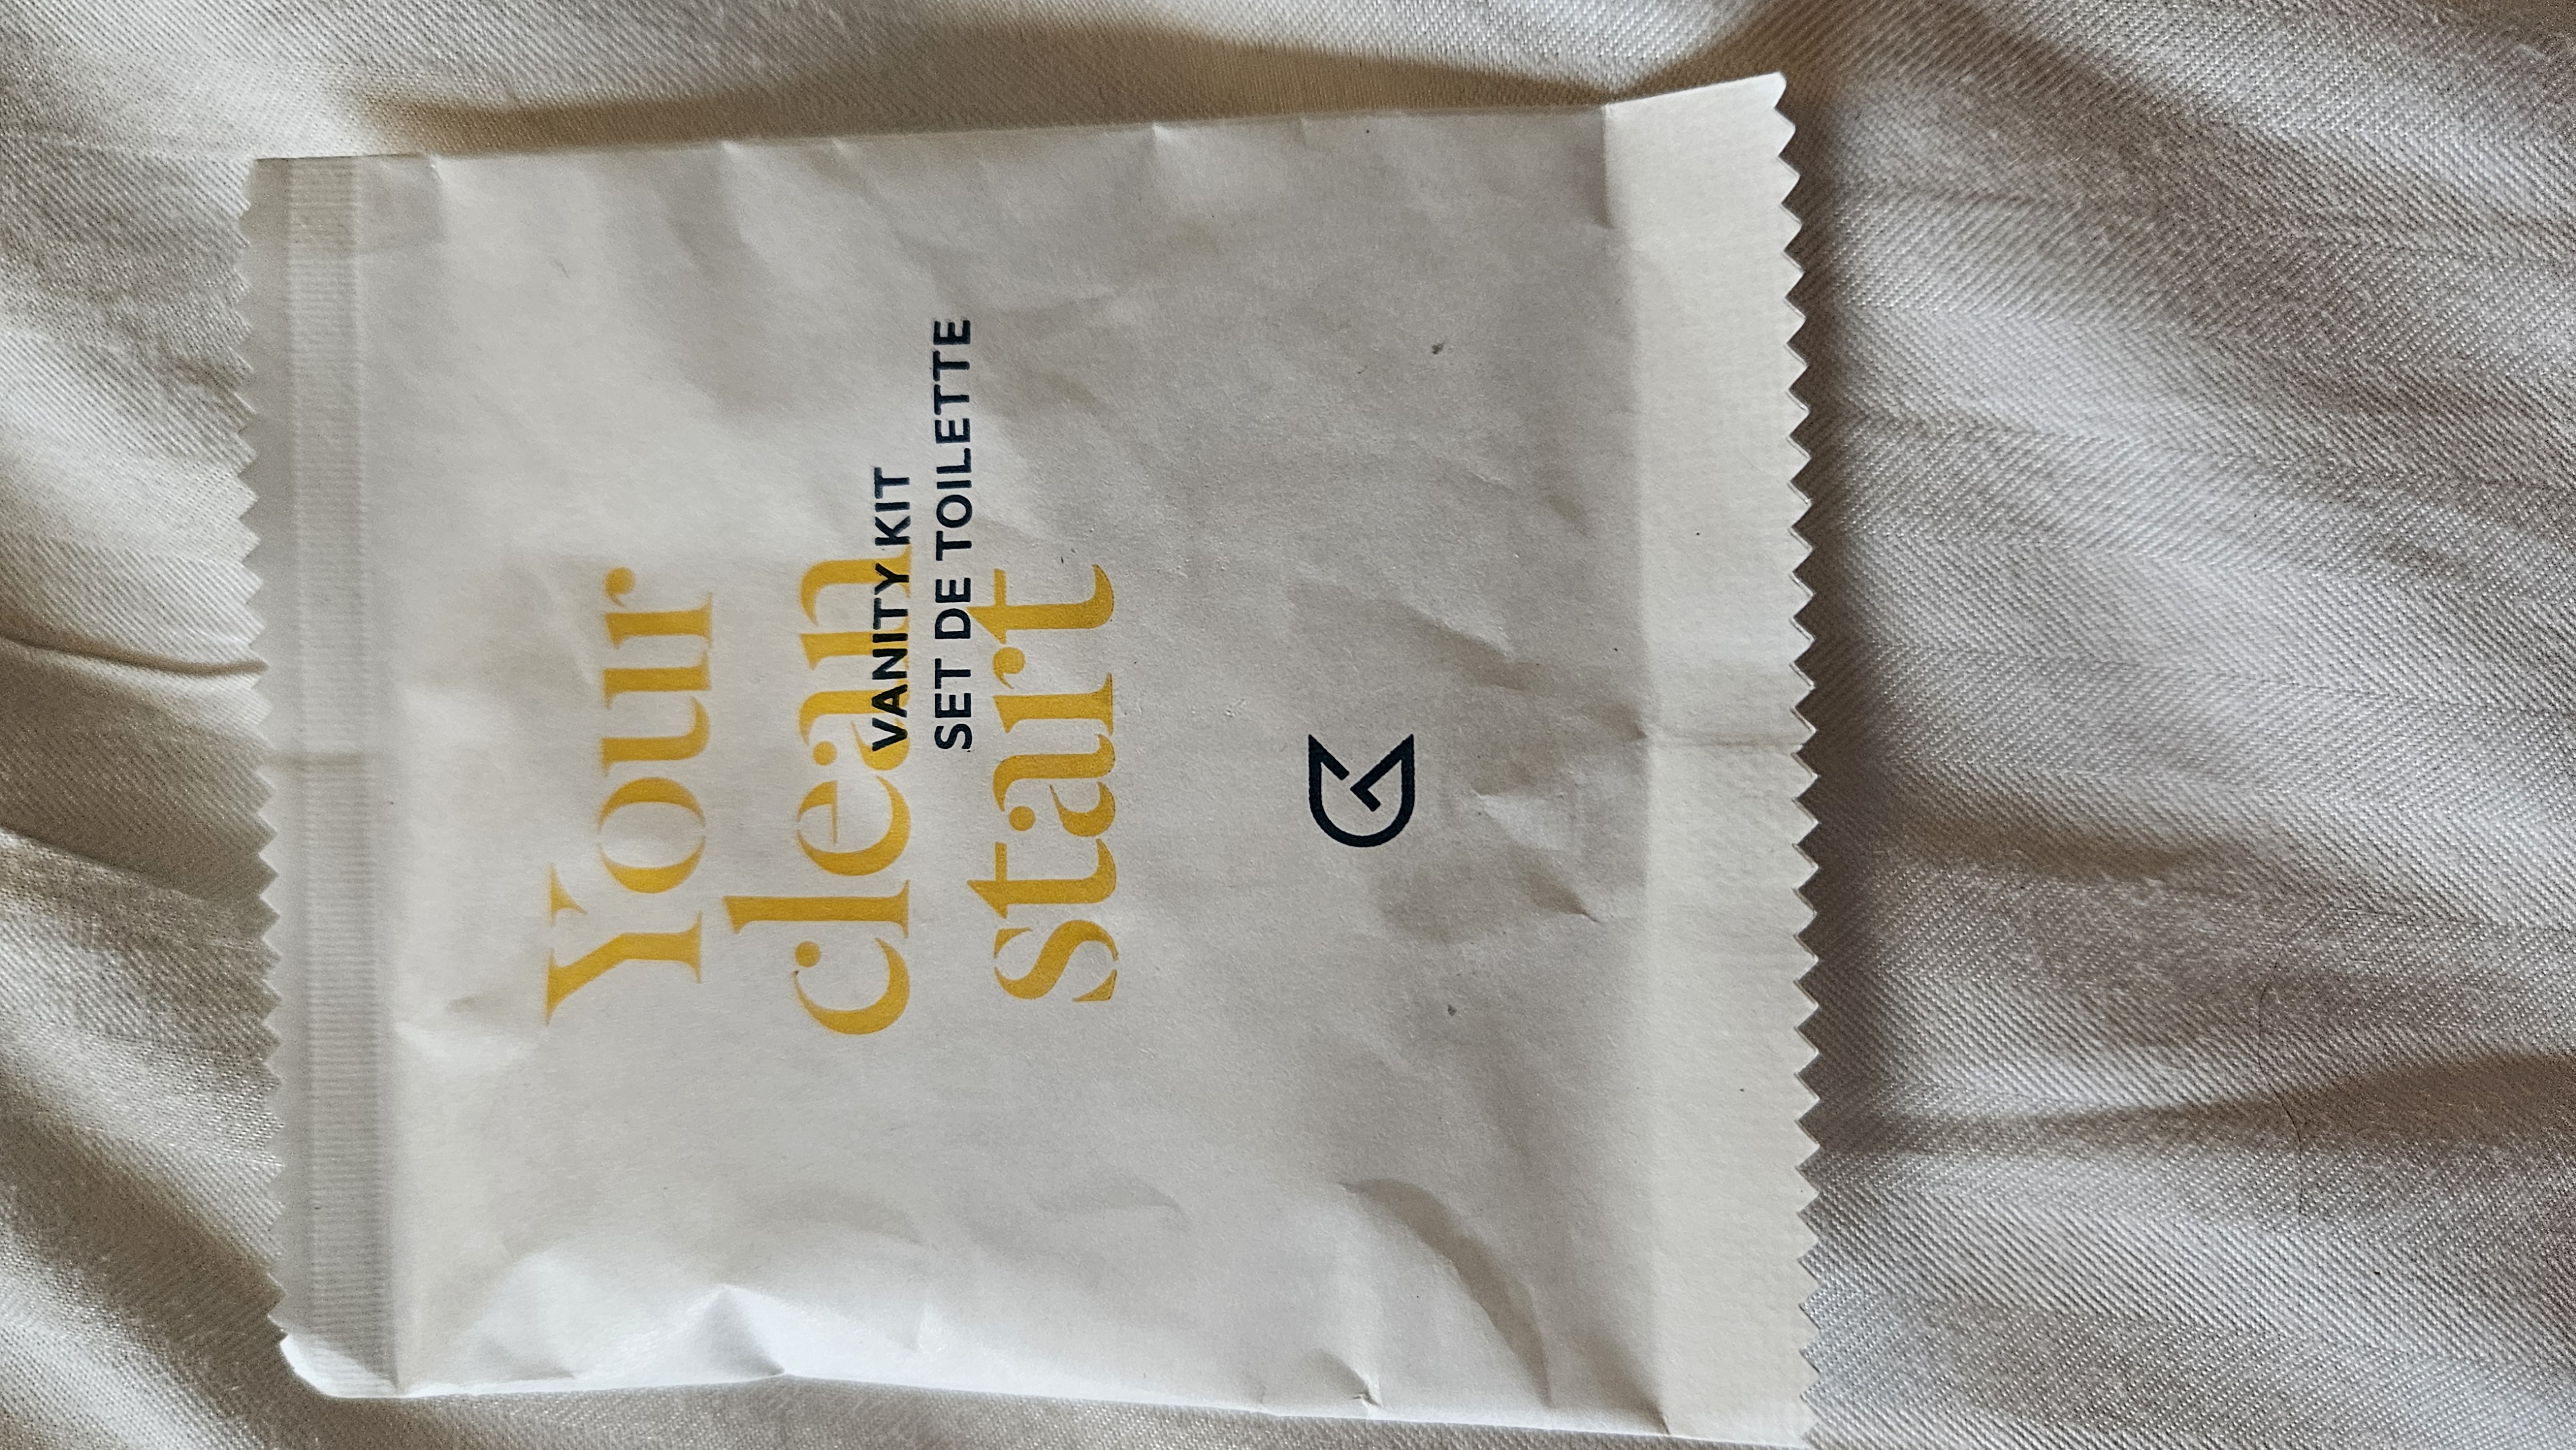 Your
clean
start
VANITY KIT
SET DE TOILETTE